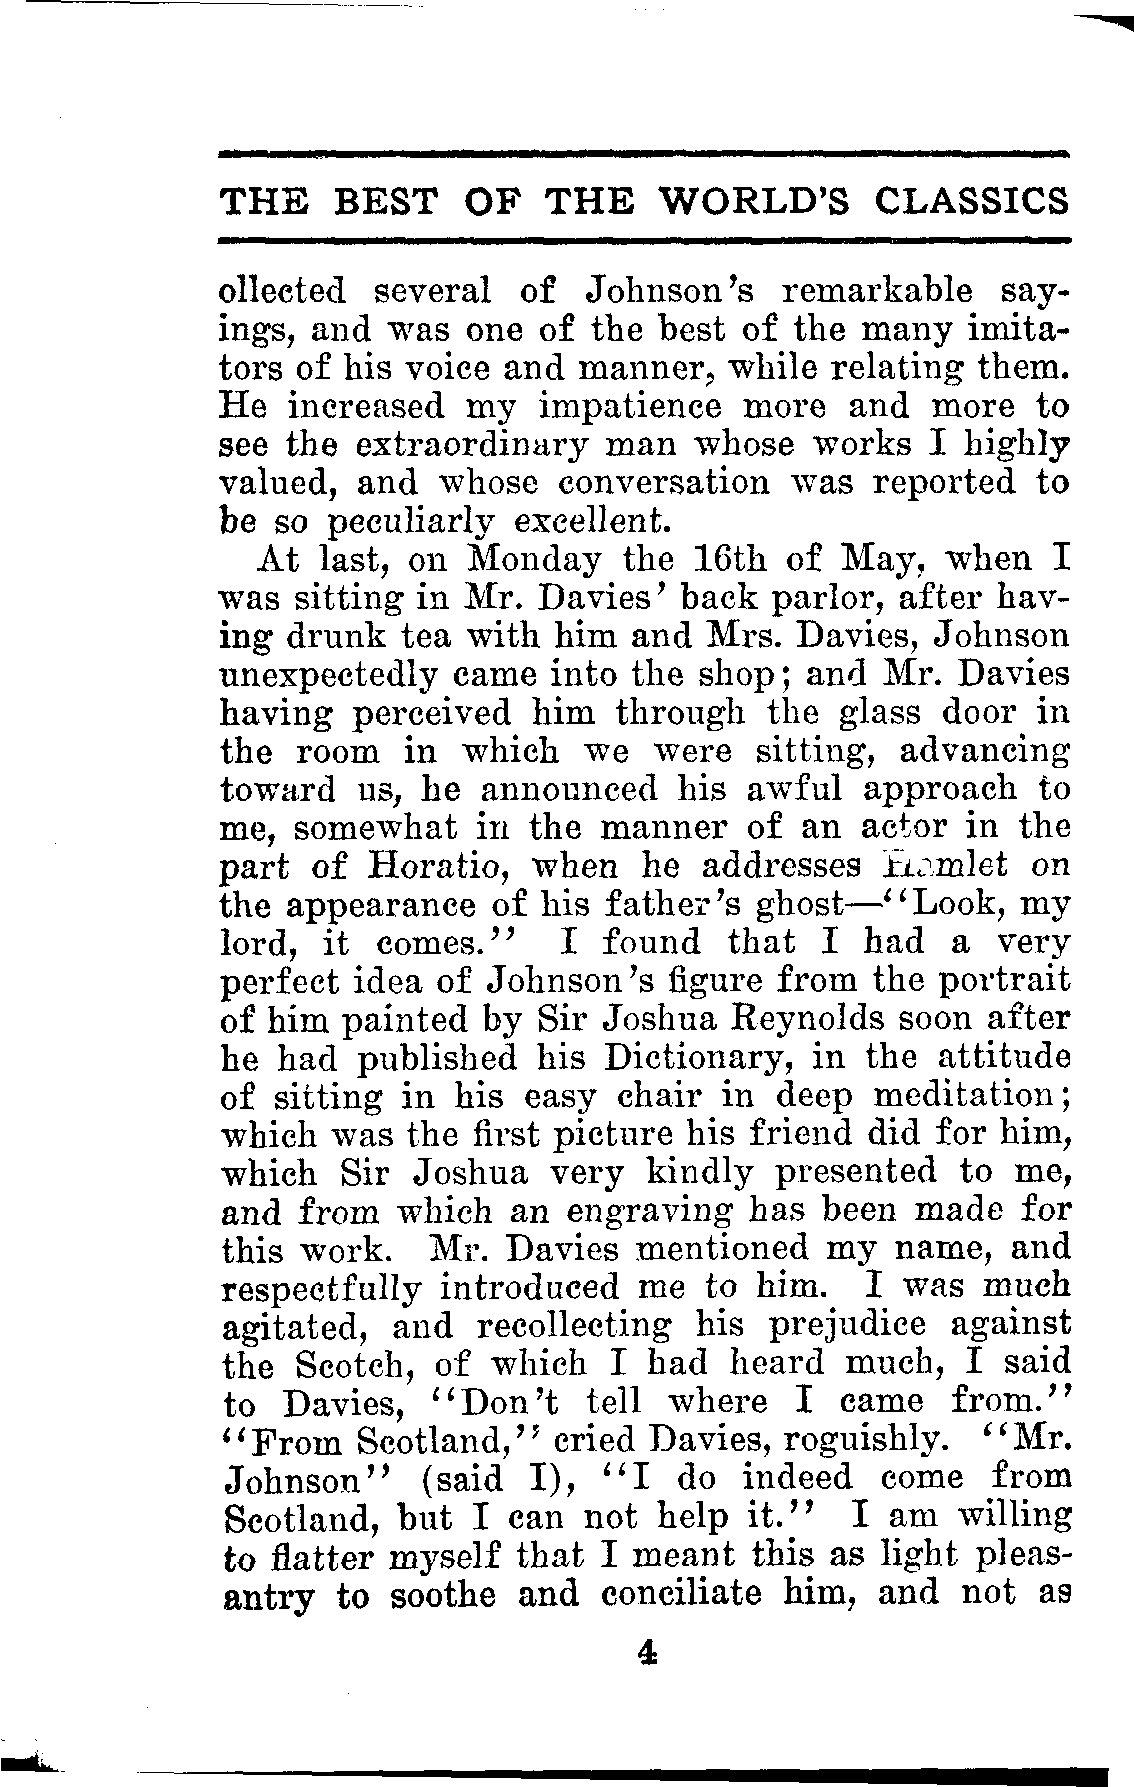 THE BEST OF THE WORLD'S CLASSICS
ollected several of Johnson's remarkable say-
ings, and was one of the best of the many imita-
tors of his voice and manner, while relating them.
He increased my impatience more and more to
see the extraordinary man whose works I highly
valued, and whose conversation was reported to
be so peculiarly excellent.
At last, on Monday the 16th of May, when I
was sitting in Mr. Davies' back parlor, after hav-
ing drunk tea with him and Mrs. Davies, Johnson
unexpectedly came into the shop; and Mr. Davies
having perceived him through the glass door in
the room in which we were sitting, advancing
toward us, he announced his awful approach to
me, somewhat in the manner of an actor in the
part of Horatio, when he addresses Hamlet on
the appearance of his father's ghost—"Look, my
lord, it comes." I found that I had a very
perfect idea of Johnson's figure from the portrait
of him painted by Sir Joshua Reynolds soon after
he had published his Dictionary, in the attitude
of sitting in his easy chair in deep meditation;
which was the first picture his friend did for him,
which Sir Joshua very kindly presented to me,
and from which an engraving has been made for
this work. Mr. Davies mentioned my name, and
respectfully introduced me to him. I was much
agitated, and recollecting his prejudice against
the Scotch, of which I had heard much, I said
to Davies, "Don't tell where I came from."
"From Scotland," cried Davies, roguishly. "Mr.
Johnson" (said I), "I do indeed come from
Scotland, but I can not help it." I am willing
to flatter myself that I meant this as light pleas-
antry to soothe and conciliate him, and not as
4